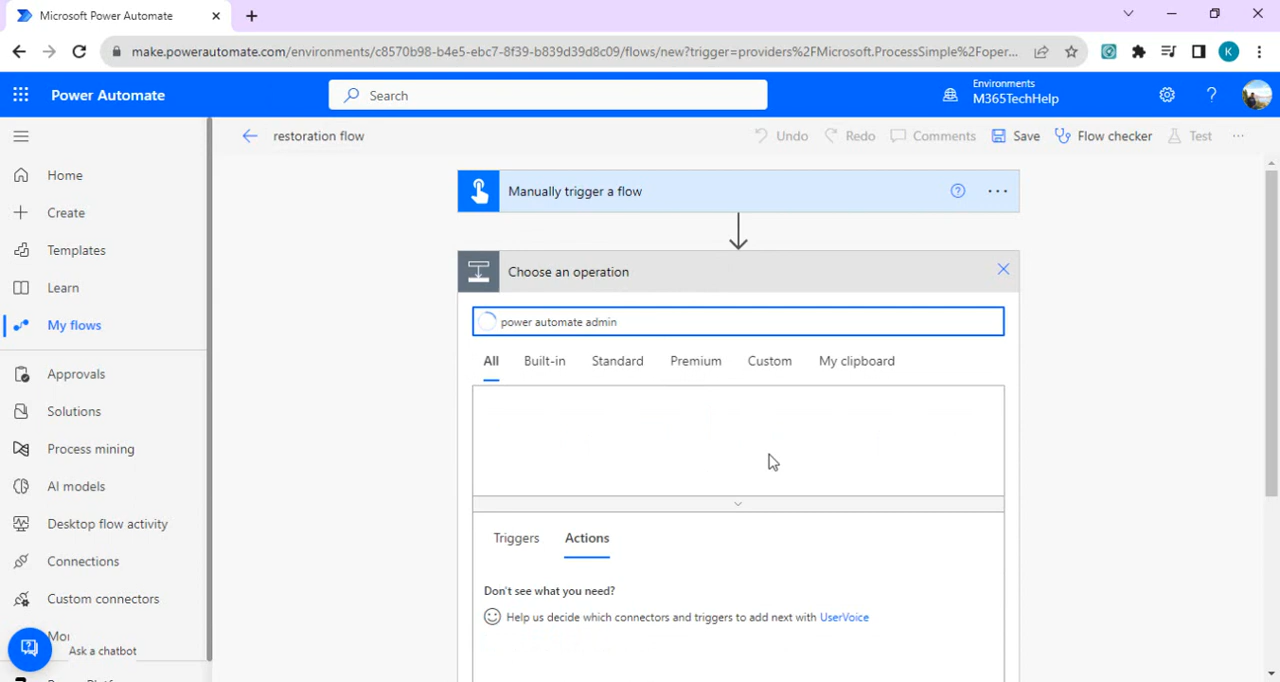 Microsoft Power Automate
make.powerautomate.com/environments/c8570b98-b4e5-ebc7-8f39-b839d39d8c09/flows/new?trigger=providers%2FMicrosoft.ProcessSimple%2Foper...
K
Power Automate
Search
Environments
M365TechHelp
?
restoration flow
Undo
Redo
Comments
Save
Flow checker
Test
Home
Create
Templates
Learn
My flows
Approvals
Solutions
Process mining
AI models
Desktop flow activity
Connections
Custom connectors
Ask a chatbot
Manually trigger a flow
Choose an operation
power automate admin
All
Built-in
Standard
Premium
Custom
My clipboard
Triggers
Actions
Don't see what you need?
Help us decide which connectors and triggers to add next with UserVoice